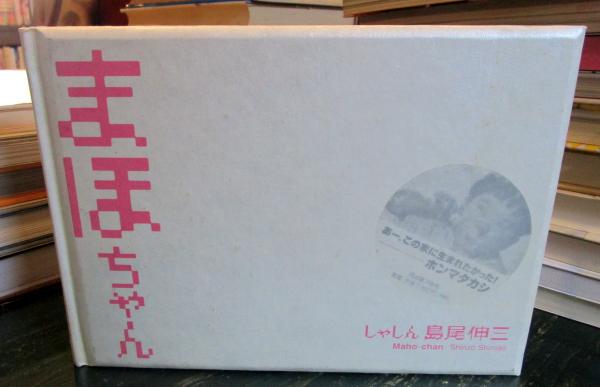 まほちゃん
あー、この家に生まれたかった!
ホンマタカシ
しゃしん 島尾伸三
Maho-chan Shinzo Shimao